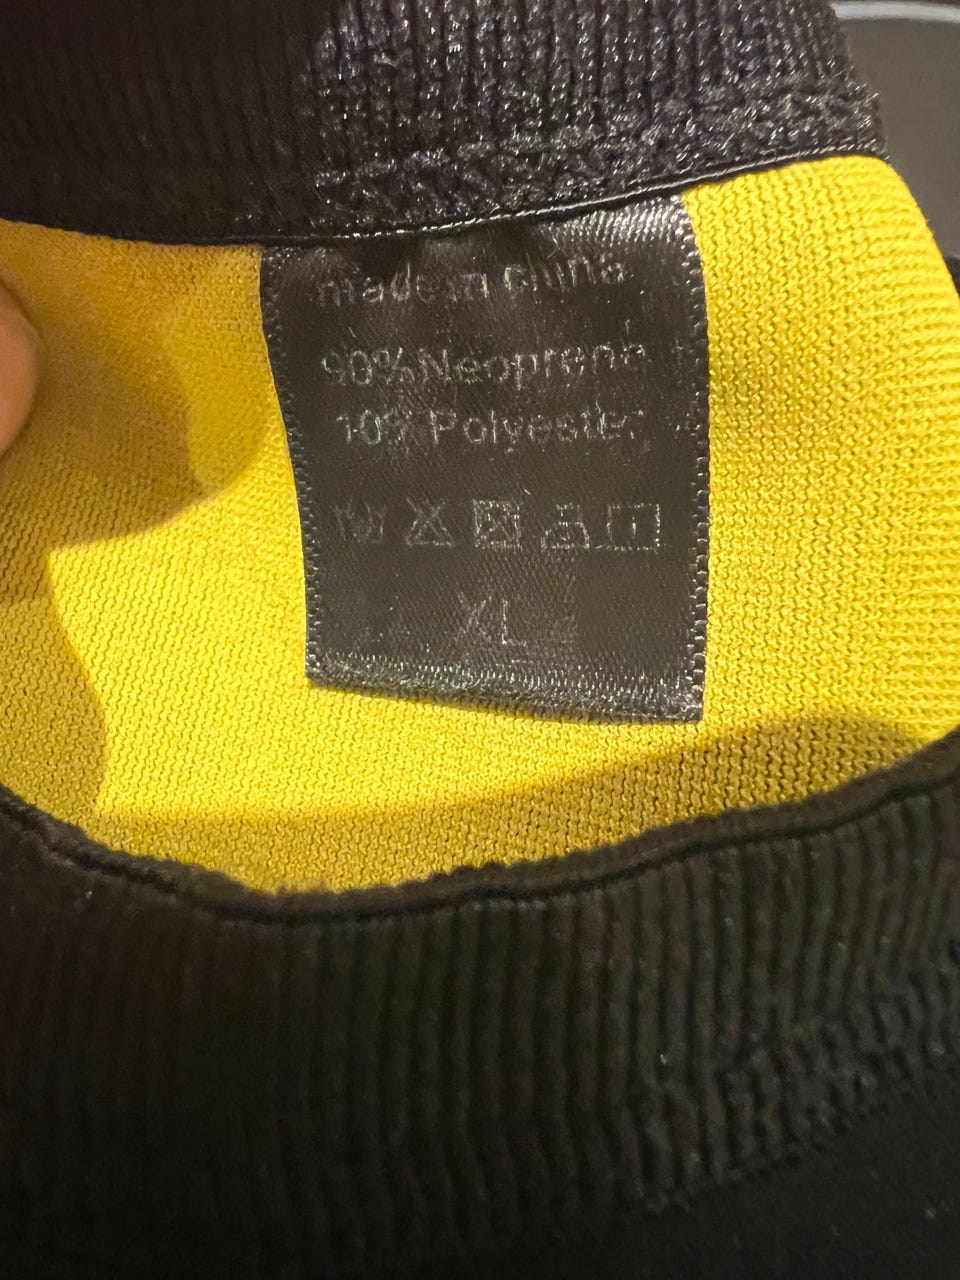 made in china
90%Neoprene
10% Polyester
XL